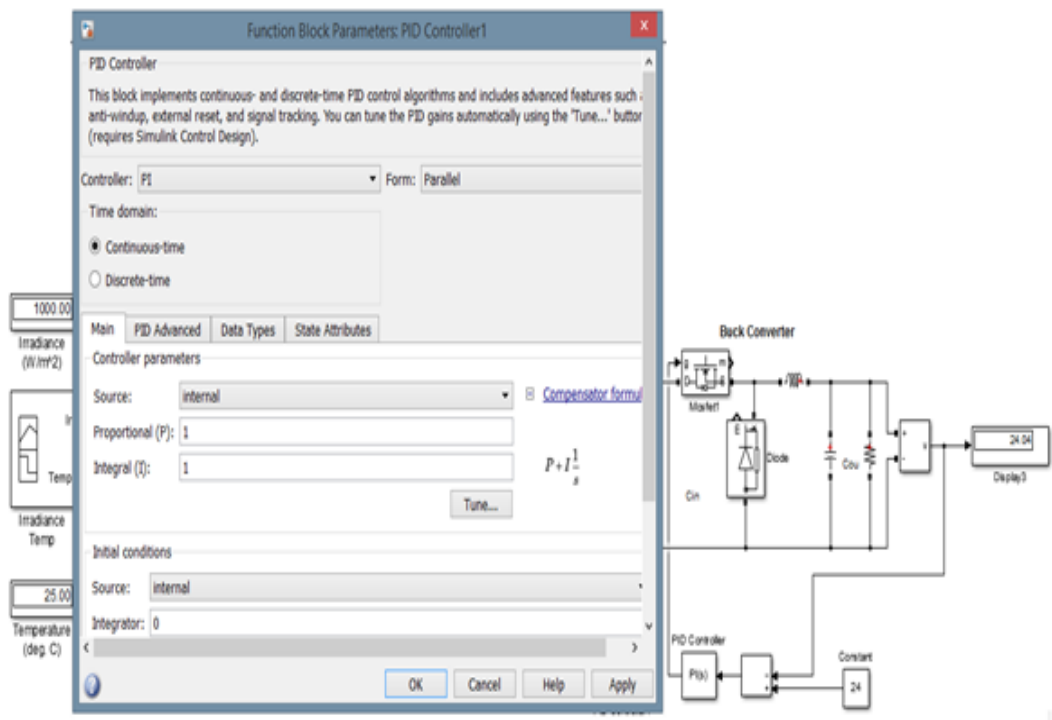 Function Block Parameters: PID Controller1
x
PID Controller
This block implements continuous- and discrete-time PID control algorithms and includes advanced features such
anti-windup, external reset, and signal tracking. You can tune the PID gains automatically using the 'Tune...' button
(requires Simulink Control Design).
Controller: PI
Form: Parallel
Time domain:
Continuous-time
Discrete-time
Main PID Advanced Data Types State Attributes
Controller parameters
Source: internal
Compensator formul
Proportional (P): 1
Integral (I): 1
P+I 1/s
Tune...
Initial conditions
Source: internal
Integrator: 0
OK Cancel Help Apply
1000.00
Irradiance
(W/m^2)
Temp
Irradiance
Temp
25.00
Temperature
(deg. C)
Buck Converter
g m
D S
Mosfet1
Diode
Cin
Cou
+
v
-
24.04
Display3
PID Controller
PI(s)
-
+
Constant
24